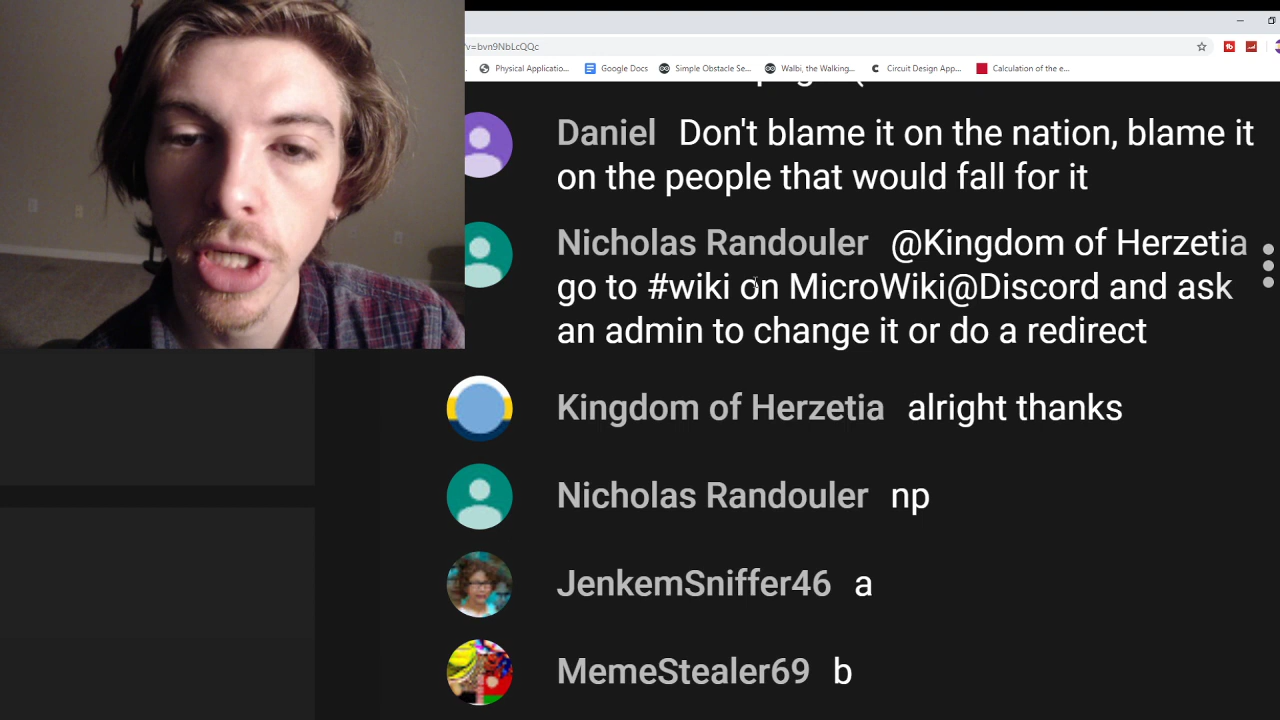 v=bvn9NbLcQQc
Physical Applicatio... Google Docs Simple Obstacle Se... Walbi, the Walking... Circuit Design App... Calculation of the e...
Daniel Don't blame it on the nation, blame it
on the people that would fall for it
Nicholas Randouler @Kingdom of Herzetia
go to #wiki on MicroWiki@Discord and ask
an admin to change it or do a redirect
Kingdom of Herzetia alright thanks
Nicholas Randouler np
JenkemSniffer46 a
MemeStealer69 b